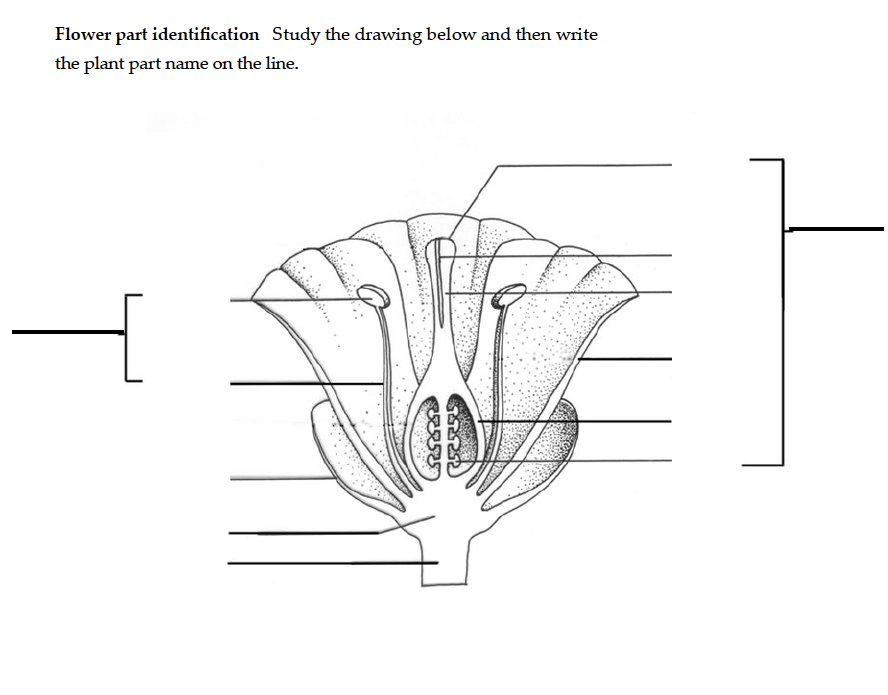 Flower part identification Study the drawing below and then write
the plant part name on the line.